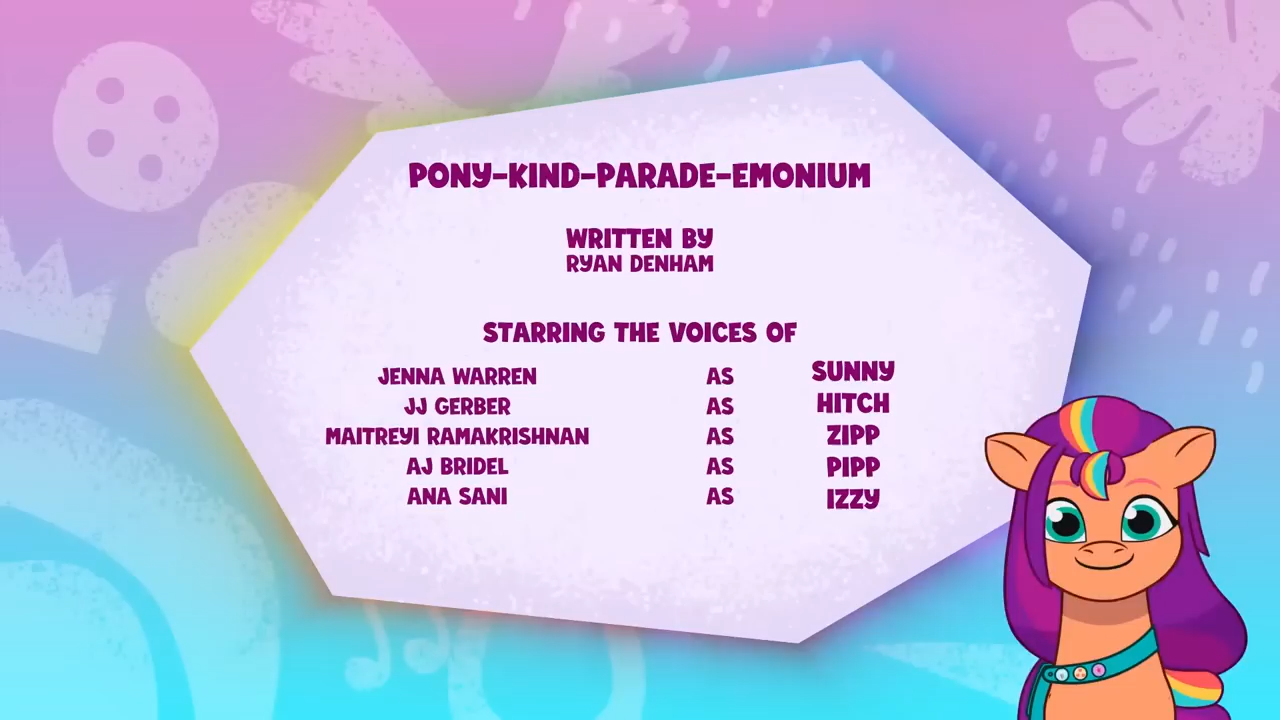 PONY-KIND-PARADE-EMONIUM
WRITTEN BY
RYAN DENHAM
STARRING THE VOICES OF
JENNA WARREN AS SUNNY
JJ GERBER AS HITCH
MAITREYI RAMAKRISHNAN AS ZIPP
AJ BRIDEL AS PIPP
ANA SANI AS IZZY